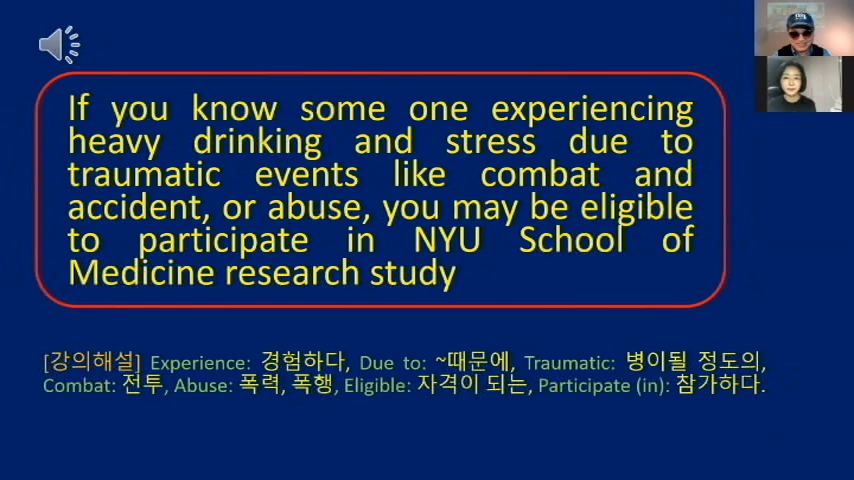 If you know some one experiencing
heavy drinking and stress due to
traumatic events like combat and
accident, or abuse, you may be eligible
to participate in NYU School of
Medicine research study
[강의해설] Experience: 경험하다, Due to: ~때문에, Traumatic: 병이될 정도의,
Combat: 전투, Abuse: 폭력, 폭행, Eligible: 자격이 되는, Participate (in): 참가하다.